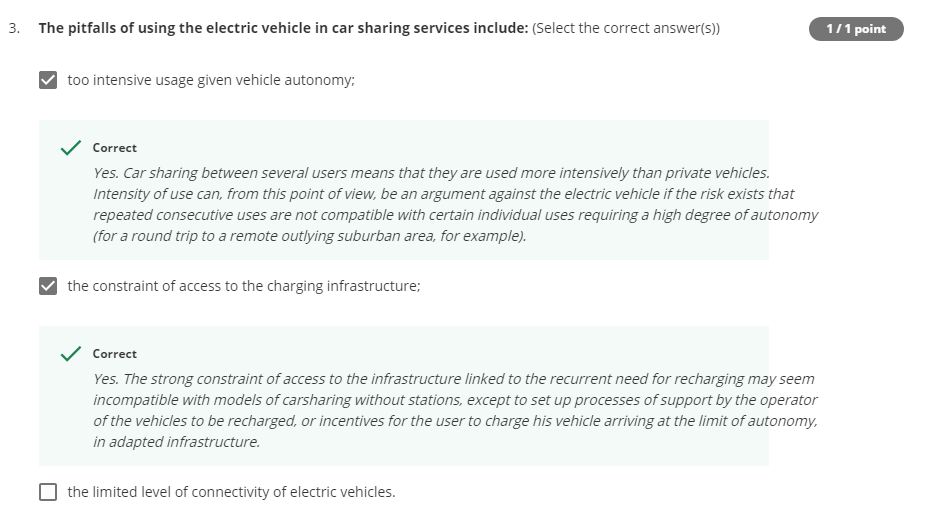 3. The pitfalls of using the electric vehicle in car sharing services include: (Select the correct answer(s)) 1 / 1 point
too intensive usage given vehicle autonomy;
Correct
Yes. Car sharing between several users means that they are used more intensively than private vehicles.
Intensity of use can, from this point of view, be an argument against the electric vehicle if the risk exists that
repeated consecutive uses are not compatible with certain individual uses requiring a high degree of autonomy
(for a round trip to a remote outlying suburban area, for example).
the constraint of access to the charging infrastructure;
Correct
Yes. The strong constraint of access to the infrastructure linked to the recurrent need for recharging may seem
incompatible with models of carsharing without stations, except to set up processes of support by the operator
of the vehicles to be recharged, or incentives for the user to charge his vehicle arriving at the limit of autonomy,
in adapted infrastructure.
the limited level of connectivity of electric vehicles.